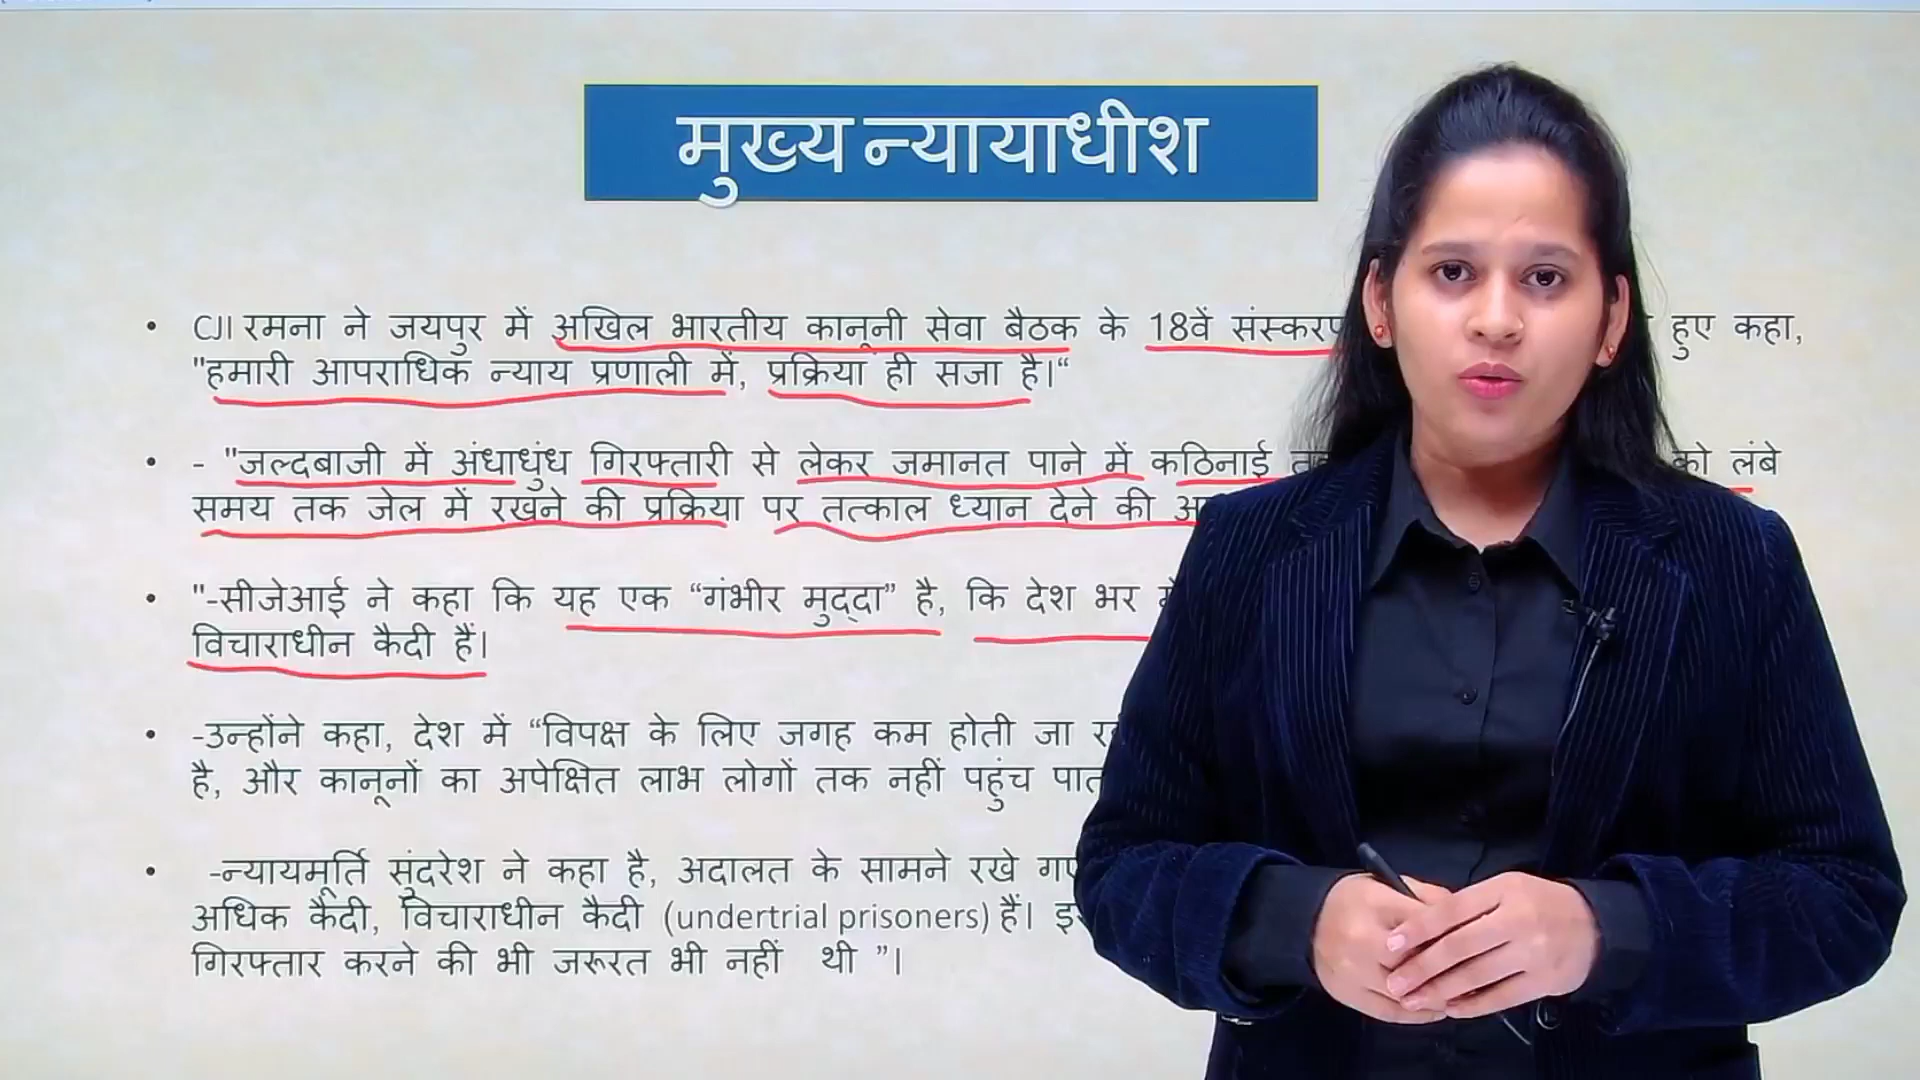 मुख्य न्यायाधीश
• CJI रमना ने जयपुर में अखिल भारतीय कानूनी सेवा बैठक के 18वें हुए कहा,
"हमारी आपराधिक न्याय प्रणाली में, प्रक्रिया ही सजा है।“
• - "जल्दबाजी में अंधाधुंध गिरफ्तारी से लेकर जमानत पाने में कठिनाई को लंबे
समय तक जेल में रखने की प्रक्रिया पर तत्काल ध्यान देने की
• "-सीजेआई ने कहा कि यह एक “गंभीर मुद्दा” है, कि देश भर
विचाराधीन कैदी हैं।
• -उन्होंने कहा, देश में “विपक्ष के लिए जगह कम होती जा
है, और कानूनों का अपेक्षित लाभ लोगों तक नहीं पहुंच
• -न्यायमूर्ति सुंदरेश ने कहा है, अदालत के सामने रखे
अधिक कैदी, विचाराधीन कैदी (undertrial prisoners) हैं।
गिरफ्तार करने की भी जरूरत भी नहीं थी ”।